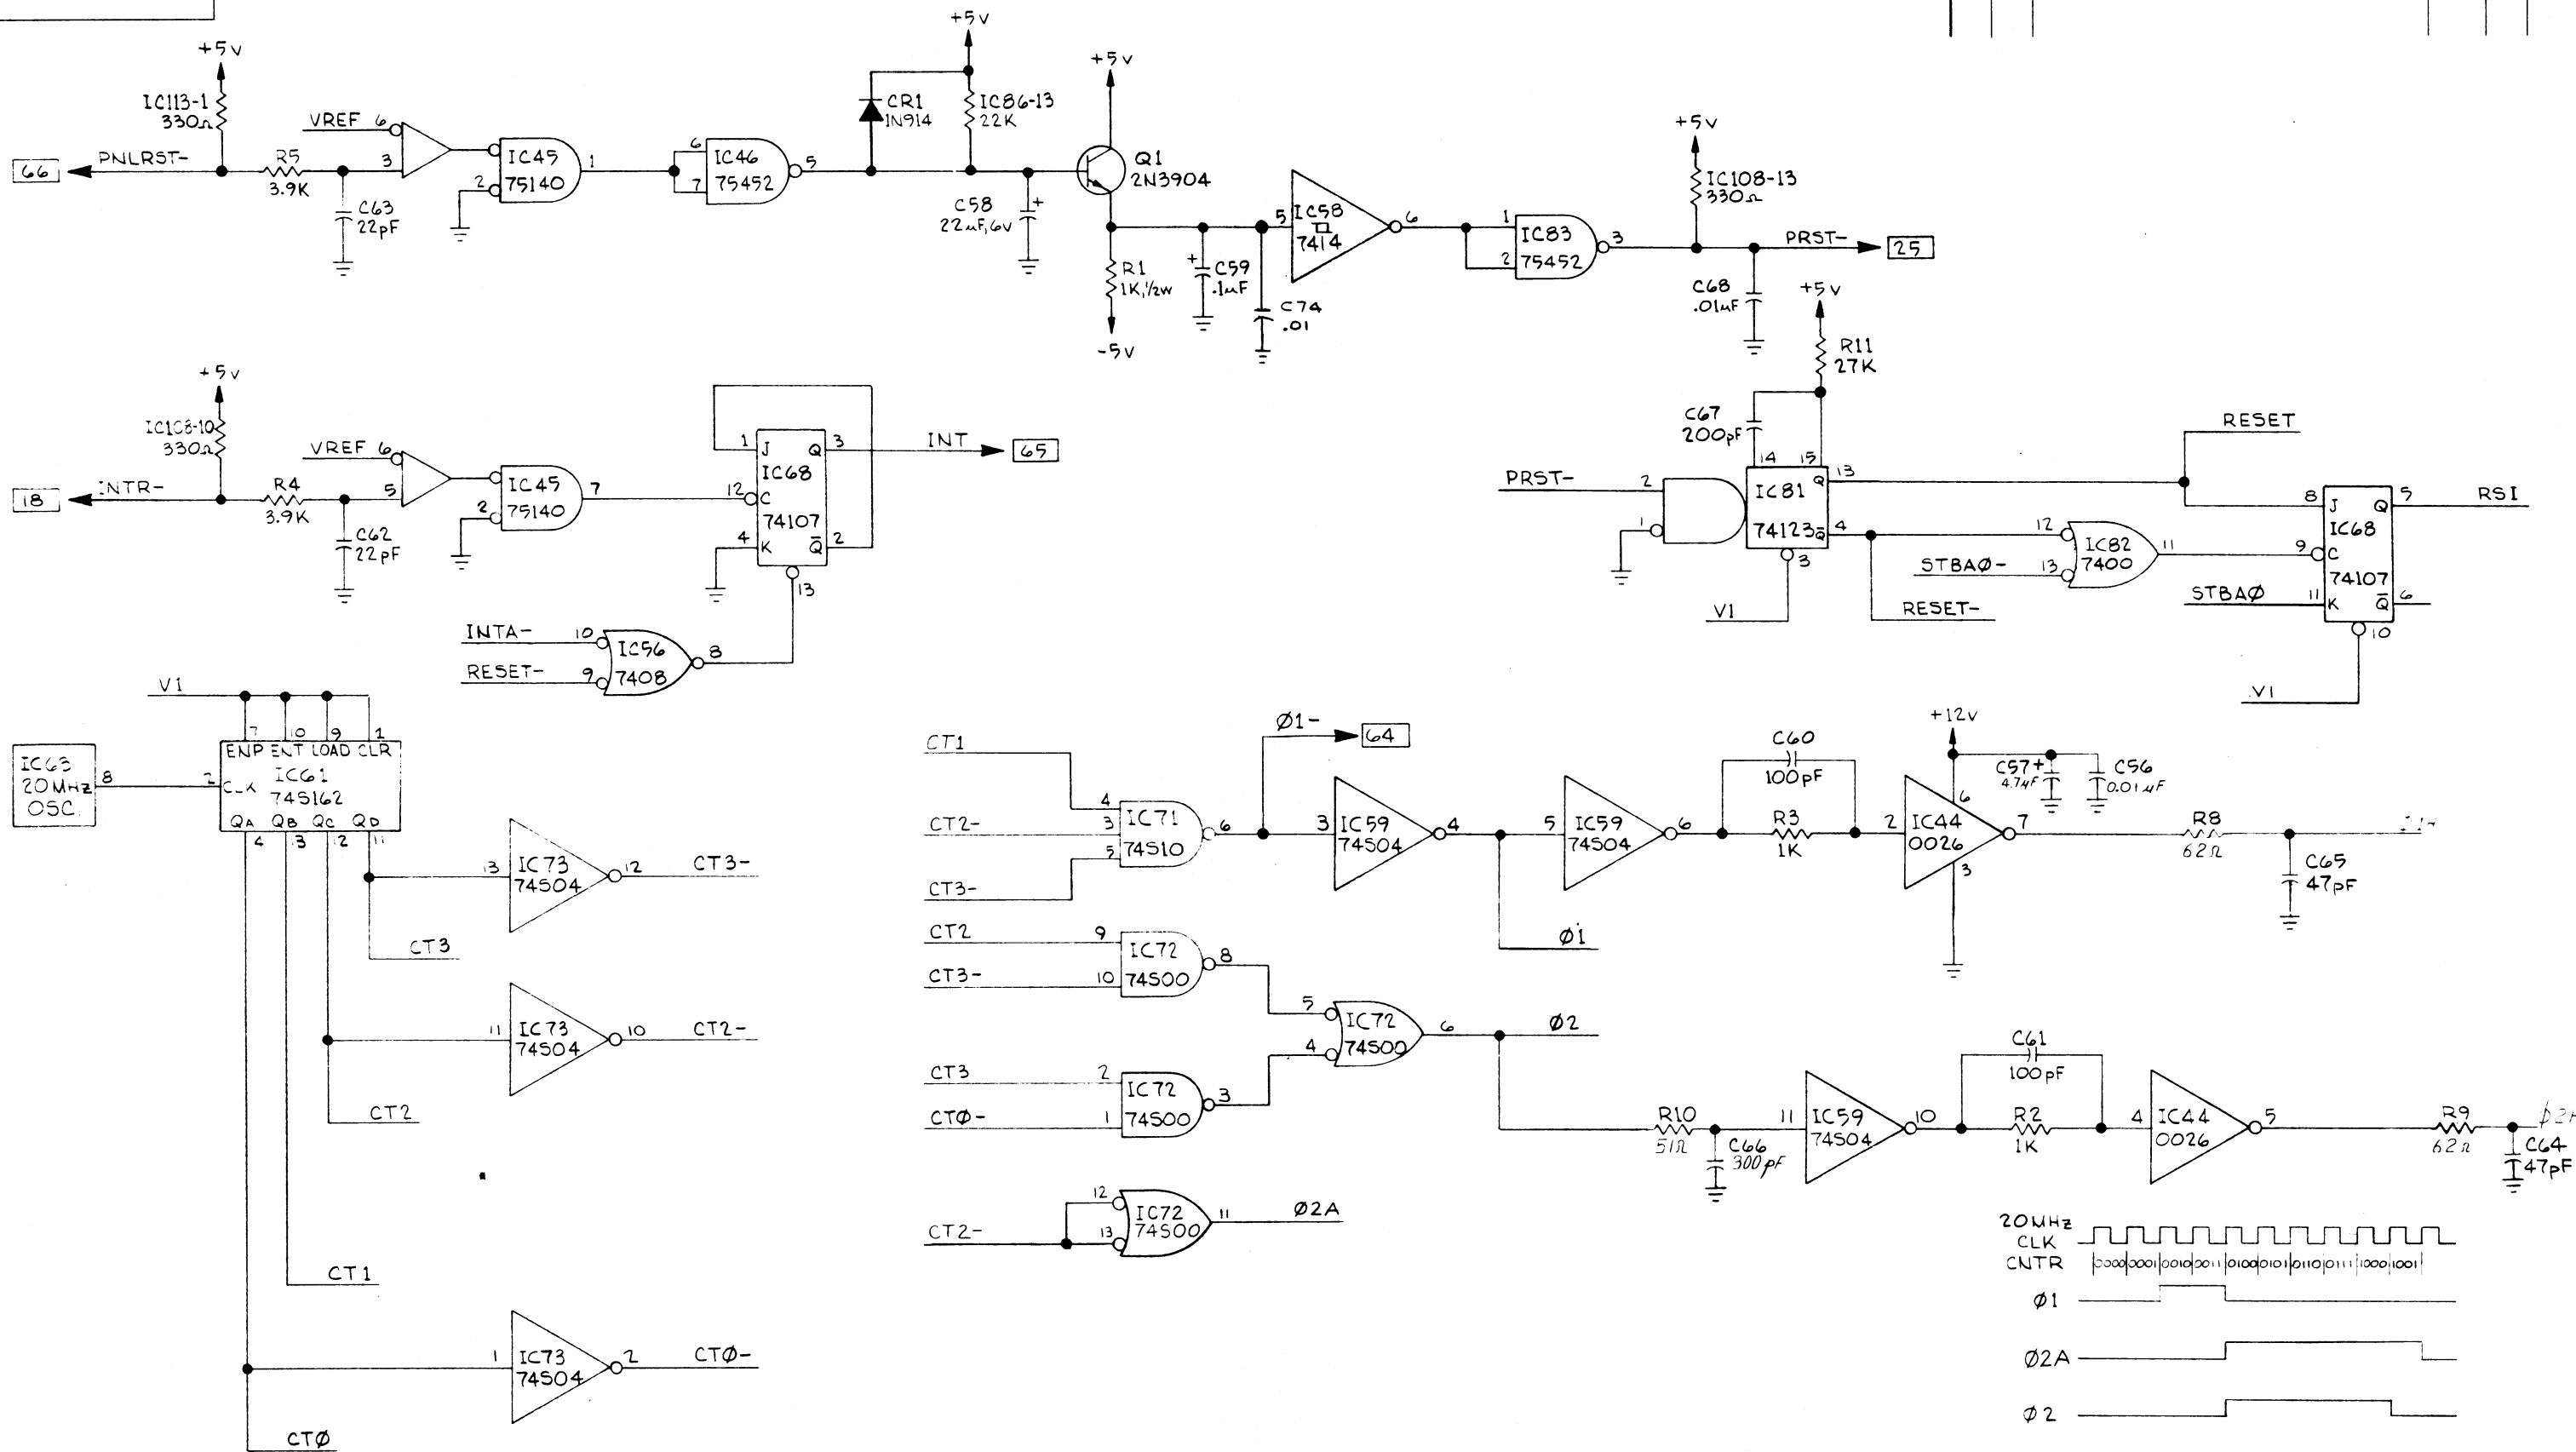 +5V
IC113-1
330Ω
66
PNLRST-
R5
3.9K
C63
22pF
VREF 6
3
2
IC45
75140
1
6
7
IC46
75452
5
CR1
1N914
+5V
IC86-13
22K
C58
22µF,6V
+
+5V
Q1
2N3904
R1
1K,½W
-5V
+
C59
.1µF
C74
.01
5
IC58
7414
6
1
2
IC83
75452
3
+5V
IC108-13
330Ω
PRST-
25
C68
.01µF
+5V
IC108-10
330Ω
18
INTR-
R4
3.9K
C62
22pF
VREF 6
5
2
IC45
75140
7
1 J Q 3
IC68
12 C
74107
4 K Q̅ 2
13
INT
65
INTA- 10
RESET- 9
IC56
7408
8
+5V
R11
27K
C67
200pF
14 15
PRST- 2
1
IC81
74123
Q 13
Q̅ 4
3
V1
RESET-
12
STBAØ- 13
IC82
7400
11
RESET
8 J Q 5
IC68
9 C
74107
11 K Q̅ 6
10
STBAØ
RSI
V1
V1
7 10 9 1
ENP ENT LOAD CLR
IC61
74S162
2 CLK
QA QB QC QD
4 13 12 11
IC63
20MHZ
OSC.
8
13
IC73
74S04
12
CT3-
CT3
11
IC73
74S04
10
CT2-
CT2
CT1
1
IC73
74S04
2
CTØ-
CTØ
CT1
4
CT2- 3
CT3-
5
IC71
74S10
6
Ø1-
64
3
IC59
74S04
4
Ø1
5
IC59
74S04
6
C60
100pF
R3
1K
2
IC44
0026
7
6
3
+12V
C57+
4.7µF
C56
0.01µF
R8
62Ω
C65
47pF
CT2 9
CT3- 10
IC72
74S00
8
CT3 2
CTØ- 1
IC72
74S00
3
5
4
IC72
74S00
6
Ø2
R10
51Ω
C66
300pF
11
IC59
74S04
10
C61
100pF
R2
1K
4
IC44
0026
5
R9
62Ω
C64
47pF
CT2-
12
13
IC72
74S00
11
Ø2A
20MHZ
CLK
CNTR
0000 0001 0010 0011 0100 0101 0110 0111 1000 1001
Ø1
Ø2A
Ø2